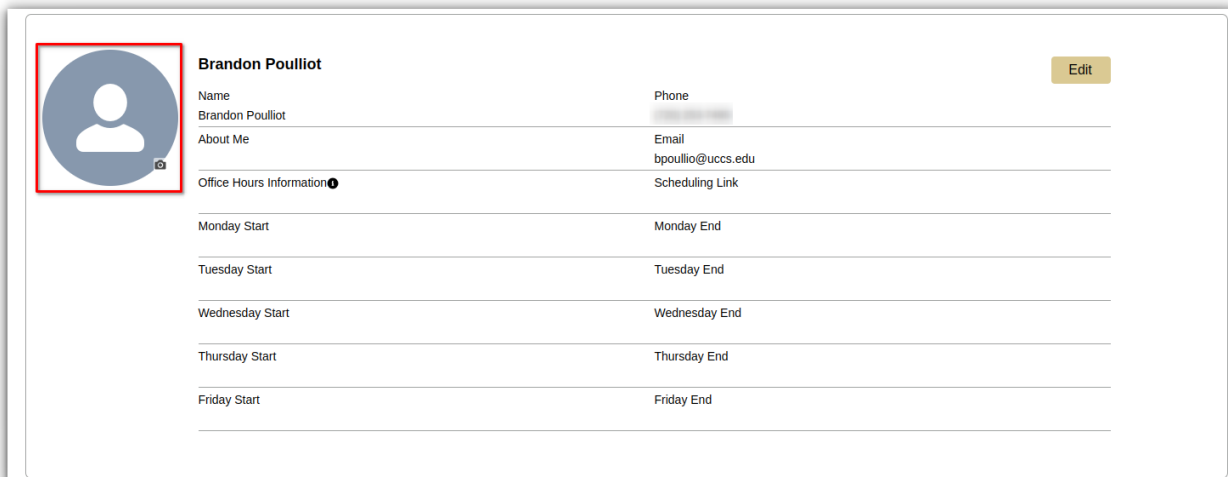 Brandon Poulliot
Edit
Name
Phone
Brandon Poulliot
About Me
Email
bpoullio@uccs.edu
Office Hours Information
Scheduling Link
Monday Start
Monday End
Tuesday Start
Tuesday End
Wednesday Start
Wednesday End
Thursday Start
Thursday End
Friday Start
Friday End